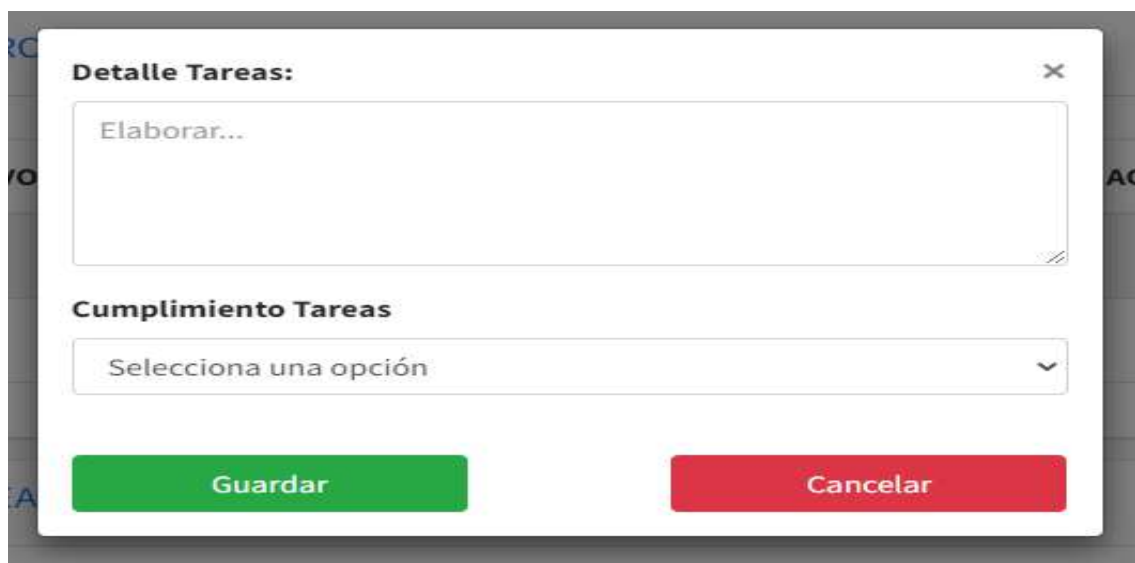 Detalle Tareas: ×
Elaborar...
Cumplimiento Tareas
Selecciona una opción
Guardar Cancelar